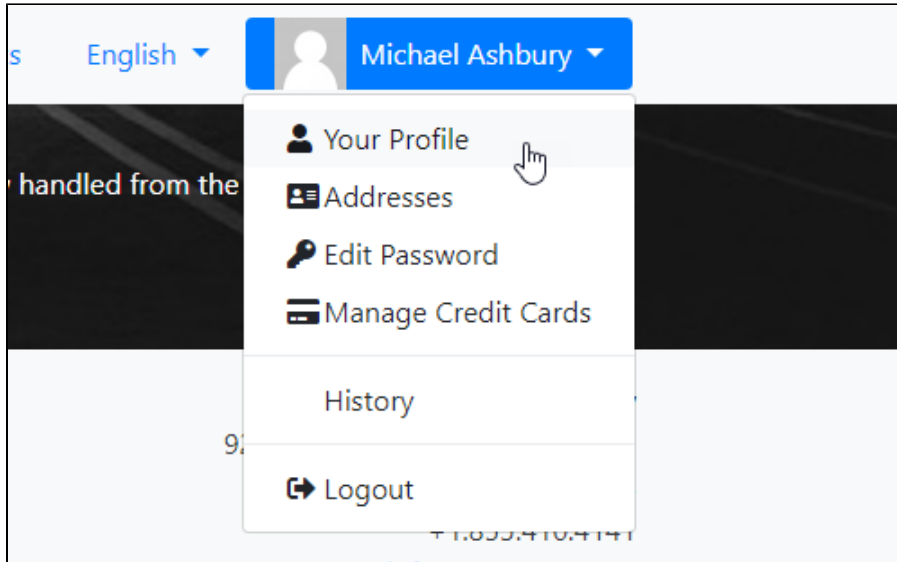 s English Michael Ashbury
Your Profile
handled from the
Addresses
Edit Password
Manage Credit Cards
History
Logout